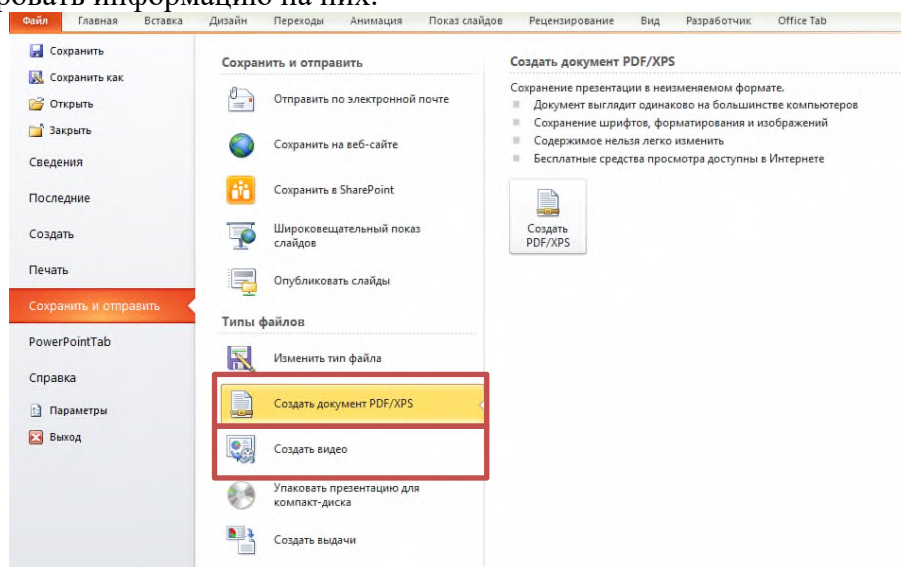 ровать информацию на них.
Файл Главная Вставка Дизайн Переходы Анимация Показ слайдов Рецензирование Вид Разработчик Office Tab
Сохранить
Сохранить как
Открыть
Закрыть
Сведения
Последние
Создать
Печать
Сохранить и отправить
PowerPointTab
Справка
Параметры
Выход
Сохранить и отправить
Отправить по электронной почте
Сохранить на веб-сайте
Сохранить в SharePoint
Широковещательный показ
слайдов
Опубликовать слайды
Типы файлов
Изменить тип файла
Создать документ PDF/XPS
Создать видео
Упаковать презентацию для
компакт-диска
Создать выдачи
Создать документ PDF/XPS
Сохранение презентации в неизменяемом формате.
Документ выглядит одинаково на большинстве компьютеров
Сохранение шрифтов, форматирования и изображений
Содержимое нельзя легко изменить
Бесплатные средства просмотра доступны в Интернете
Создать
PDF/XPS